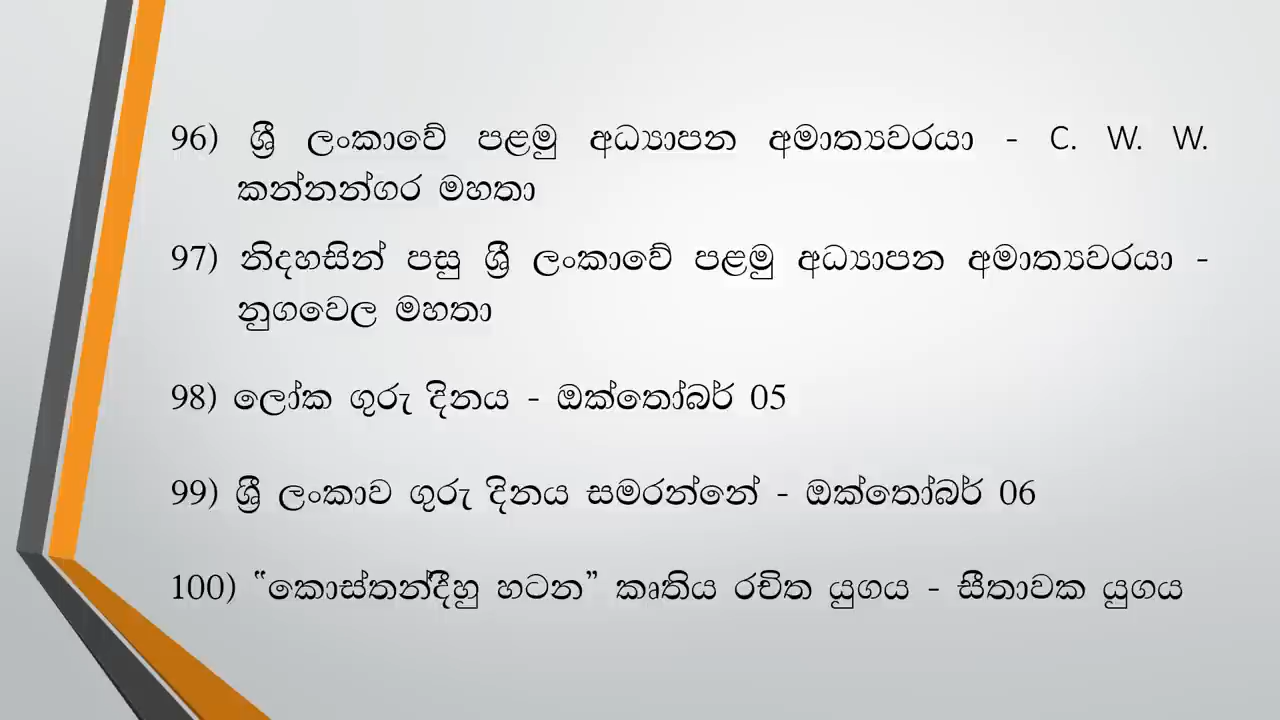 96) ශ්‍රී ලංකාවේ පළමු අධ්‍යාපන අමාත්‍යවරයා - C. W. W.
කන්නන්ගර මහතා
97) නිදහසින් පසු ශ්‍රී ලංකාවේ පළමු අධ්‍යාපන අමාත්‍යවරයා -
නුගවෙල මහතා
98) ලෝක ගුරු දිනය - ඔක්තෝබර් 05
99) ශ්‍රී ලංකාව ගුරු දිනය සමරන්නේ - ඔක්තෝබර් 06
100) “කොස්තන්දීහු හටන” කෘතිය රචිත යුගය - සීතාවක යුගය